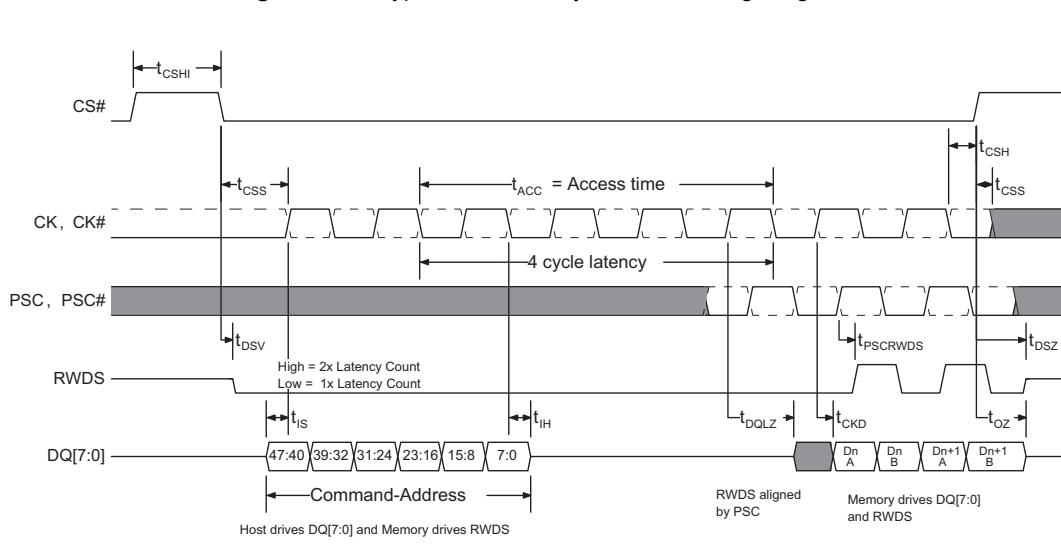 tCSHI
CS#
tCSH
tCSS
tACC = Access time
tCSS
CK, CK#
4 cycle latency
PSC, PSC#
tDSV
tPSCRWDS
tDSZ
High = 2x Latency Count
RWDS
Low = 1x Latency Count
tIS
tIH
tDQLZ
tCKD
tOZ
DQ[7:0]
47:40 39:32 31:24 23:16 15:8 7:0
Dn A
Dn B
Dn+1 A
Dn+1 B
Command-Address
RWDS aligned
by PSC
Memory drives DQ[7:0]
and RWDS
Host drives DQ[7:0] and Memory drives RWDS